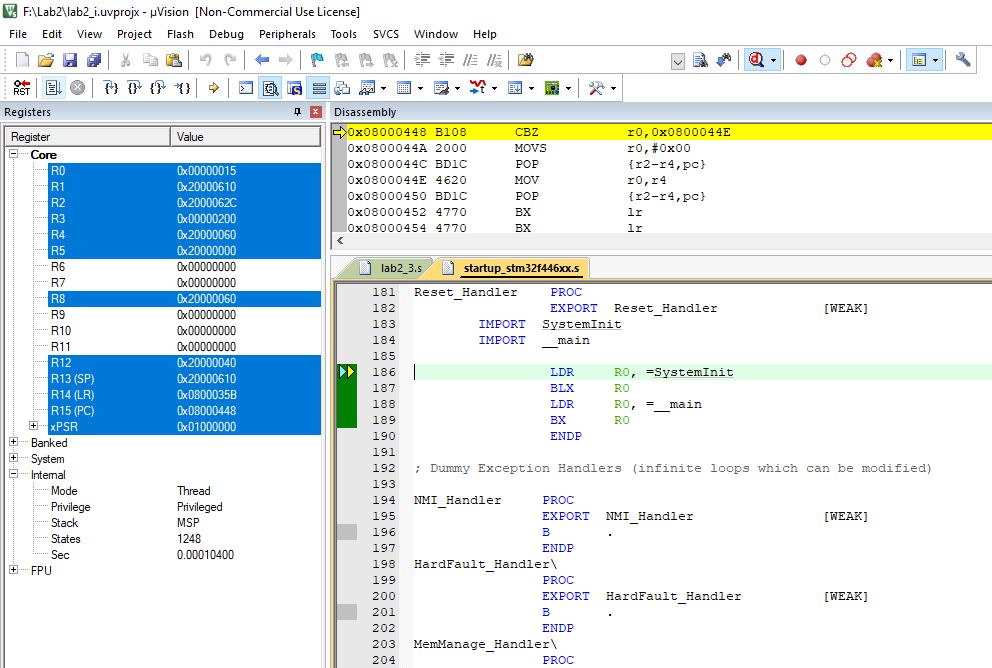 F:\Lab2\lab2_i.uvprojx - µVision [Non-Commercial Use License]
File Edit View Project Flash Debug Peripherals Tools SVCS Window Help
RST
Registers
Register Value
Core
R0 0x00000015
R1 0x20000610
R2 0x2000062C
R3 0x00000200
R4 0x20000060
R5 0x20000000
R6 0x00000000
R7 0x00000000
R8 0x20000060
R9 0x00000000
R10 0x00000000
R11 0x00000000
R12 0x20000040
R13 (SP) 0x20000610
R14 (LR) 0x0800035B
R15 (PC) 0x08000448
xPSR 0x01000000
Banked
System
Internal
Mode Thread
Privilege Privileged
Stack MSP
States 1248
Sec 0.00010400
FPU
Disassembly
0x08000448 B108 CBZ r0,0x0800044E
0x0800044A 2000 MOVS r0,#0x00
0x0800044C BD1C POP {r2-r4,pc}
0x0800044E 4620 MOV r0,r4
0x08000450 BD1C POP {r2-r4,pc}
0x08000452 4770 BX lr
0x08000454 4770 BX lr
lab2_3.s startup_stm32f446xx.s
181 Reset_Handler PROC
182 EXPORT Reset_Handler [WEAK]
183 IMPORT SystemInit
184 IMPORT __main
185
186 LDR R0, =SystemInit
187 BLX R0
188 LDR R0, =__main
189 BX R0
190 ENDP
191
192 ; Dummy Exception Handlers (infinite loops which can be modified)
193
194 NMI_Handler PROC
195 EXPORT NMI_Handler [WEAK]
196 B .
197 ENDP
198 HardFault_Handler\
199 PROC
200 EXPORT HardFault_Handler [WEAK]
201 B .
202 ENDP
203 MemManage_Handler\
204 PROC